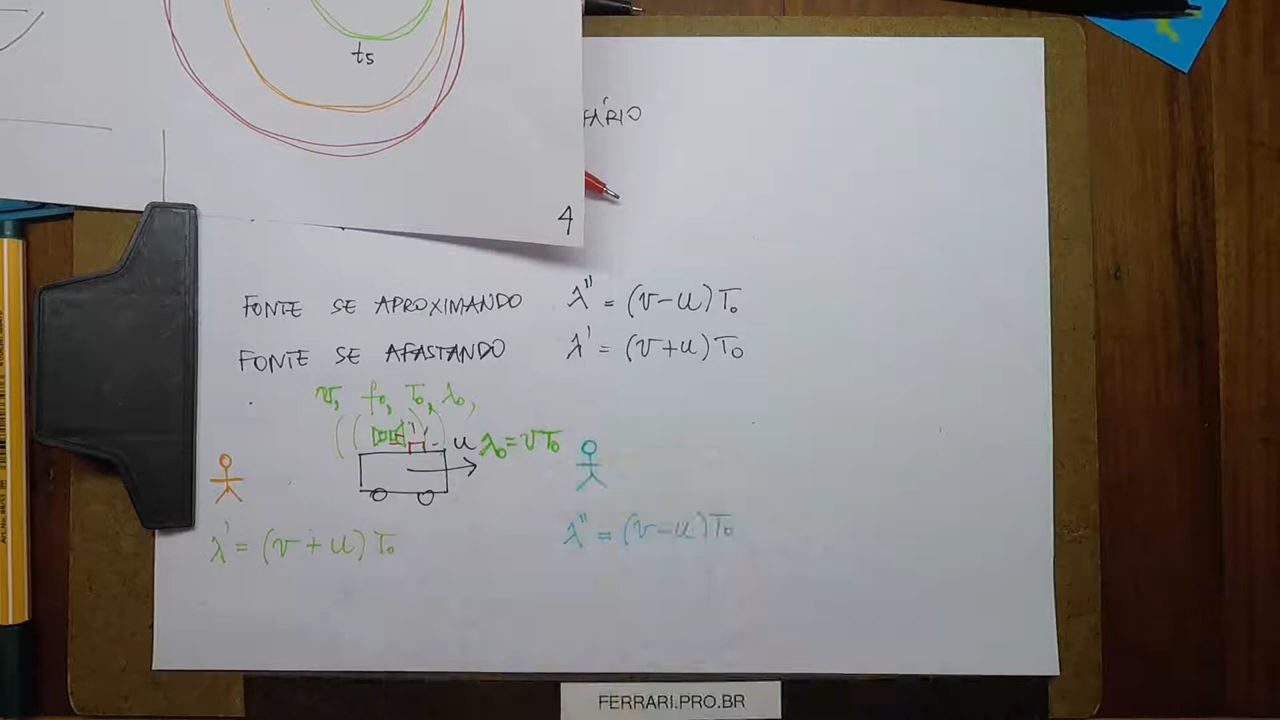 t₅
FÁRIO
4
FONTE SE APROXIMANDO λ'' = (v-u)T₀
FONTE SE AFASTANDO λ' = (v+u)T₀
v, f₀, T₀, λ₀,
u λ₀=vT₀
λ' = (v+u)T₀
λ'' = (v-u)T₀
FERRARI.PRO.BR